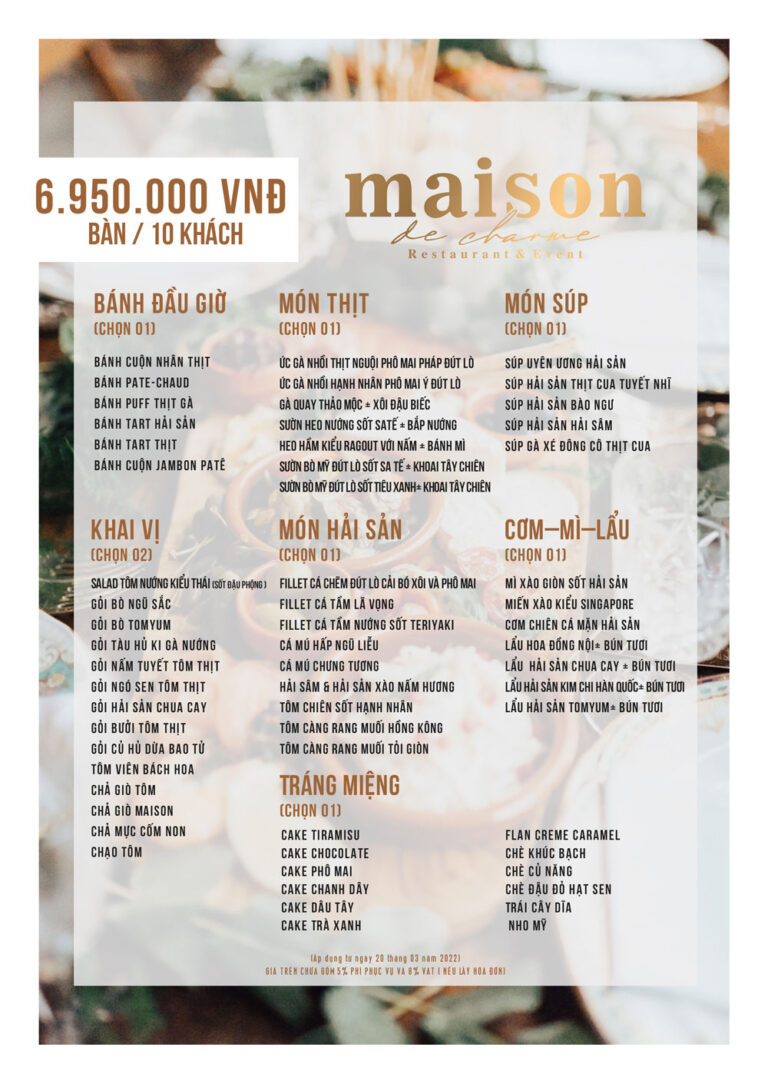 6.950.000 VNĐ
BÀN / 10 KHÁCH
maison
de charme
Restaurant & Event
BÁNH ĐẦU GIỜ
(CHỌN 01)
BÁNH CUỘN NHÂN THỊT
BÁNH PATE-CHAUD
BÁNH PUFF THỊT GÀ
BÁNH TART HẢI SẢN
BÁNH TART THỊT
BÁNH CUỘN JAMBON PATÊ
MÓN THỊT
(CHỌN 01)
ỨC GÀ NHỒI THỊT NGUỘI PHÔ MAI PHÁP ĐÚT LÒ
ỨC GÀ NHỒI HẠNH NHÂN PHÔ MAI Ý ĐÚT LÒ
GÀ QUAY THẢO MỘC + XÔI ĐẬU BIẾC
SƯỜN HEO NƯỚNG SỐT SATẾ + BẮP NƯỚNG
HEO HẦM KIỂU RAGOUT VỚI NẤM + BÁNH MÌ
SƯỜN BÒ MỸ ĐÚT LÒ SỐT SA TẾ + KHOAI TÂY CHIÊN
SƯỜN BÒ MỸ ĐÚT LÒ SỐT TIÊU XANH+ KHOAI TÂY CHIÊN
MÓN SÚP
(CHỌN 01)
SÚP UYÊN ƯƠNG HẢI SẢN
SÚP HẢI SẢN THỊT CUA TUYẾT NHĨ
SÚP HẢI SẢN BÀO NGƯ
SÚP HẢI SẢN HẢI SÂM
SÚP GÀ XÉ ĐÔNG CÔ THỊT CUA
KHAI VỊ
(CHỌN 02)
SALAD TÔM NƯỚNG KIỂU THÁI (SỐT ĐẬU PHỘNG )
GỎI BÒ NGŨ SẮC
GỎI BÒ TOMYUM
GỎI TÀU HỦ KI GÀ NƯỚNG
GỎI NẤM TUYẾT TÔM THỊT
GỎI NGÓ SEN TÔM THỊT
GỎI HẢI SẢN CHUA CAY
GỎI BƯỞI TÔM THỊT
GỎI CỦ HỦ DỪA BAO TỬ
TÔM VIÊN BÁCH HOA
CHẢ GIÒ TÔM
CHẢ GIÒ MAISON
CHẢ MỰC CỐM NON
CHẠO TÔM
MÓN HẢI SẢN
(CHỌN 01)
FILLET CÁ CHẼM ĐÚT LÒ CẢI BÓ XÔI VÀ PHÔ MAI
FILLET CÁ TẦM LÃ VỌNG
FILLET CÁ TẦM NƯỚNG SỐT TERIYAKI
CÁ MÚ HẤP NGŨ LIỄU
CÁ MÚ CHƯNG TƯƠNG
HẢI SÂM & HẢI SẢN XÀO NẤM HƯƠNG
TÔM CHIÊN SỐT HẠNH NHÂN
TÔM CÀNG RANG MUỐI HỒNG KÔNG
TÔM CÀNG RANG MUỐI TỎI GIÒN
CƠM–MÌ–LẨU
(CHỌN 01)
MÌ XÀO GIÒN SỐT HẢI SẢN
MIẾN XÀO KIỂU SINGAPORE
CƠM CHIÊN CÁ MẶN HẢI SẢN
LẨU HOA ĐỒNG NỘI+ BÚN TƯƠI
LẨU HẢI SẢN CHUA CAY + BÚN TƯƠI
LẨU HẢI SẢN KIM CHI HÀN QUỐC+ BÚN TƯƠI
LẨU HẢI SẢN TOMYUM+ BÚN TƯƠI
TRÁNG MIỆNG
(CHỌN 01)
CAKE TIRAMISU
CAKE CHOCOLATE
CAKE PHÔ MAI
CAKE CHANH DÂY
CAKE DÂU TÂY
CAKE TRÀ XANH
FLAN CREME CARAMEL
CHÈ KHÚC BẠCH
CHÈ CỦ NĂNG
CHÈ ĐẬU ĐỎ HẠT SEN
TRÁI CÂY DĨA
NHO MỸ
(Áp dụng từ ngày 20 tháng 03 năm 2022)
GIÁ TRÊN CHƯA GỒM 5% PHÍ PHỤC VỤ VÀ 8% VAT ( NẾU LẤY HÓA ĐƠN)